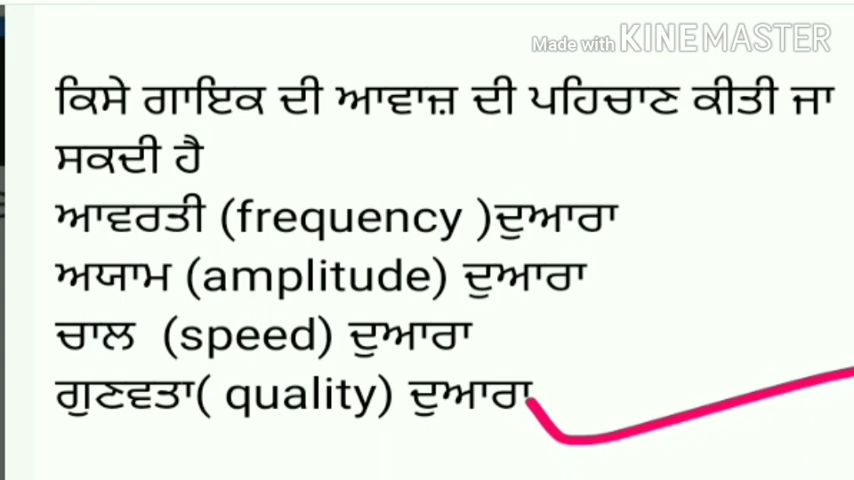 Made with KINEMASTER
ਕਿਸੇ ਗਾਇਕ ਦੀ ਆਵਾਜ਼ ਦੀ ਪਹਿਚਾਣ ਕੀਤੀ ਜਾ
ਸਕਦੀ ਹੈ
ਆਵਰਤੀ (frequency )ਦੁਆਰਾ
ਅਯਾਮ (amplitude) ਦੁਆਰਾ
ਚਾਲ (speed) ਦੁਆਰਾ
ਗੁਣਵਤਾ( quality) ਦੁਆਰਾ